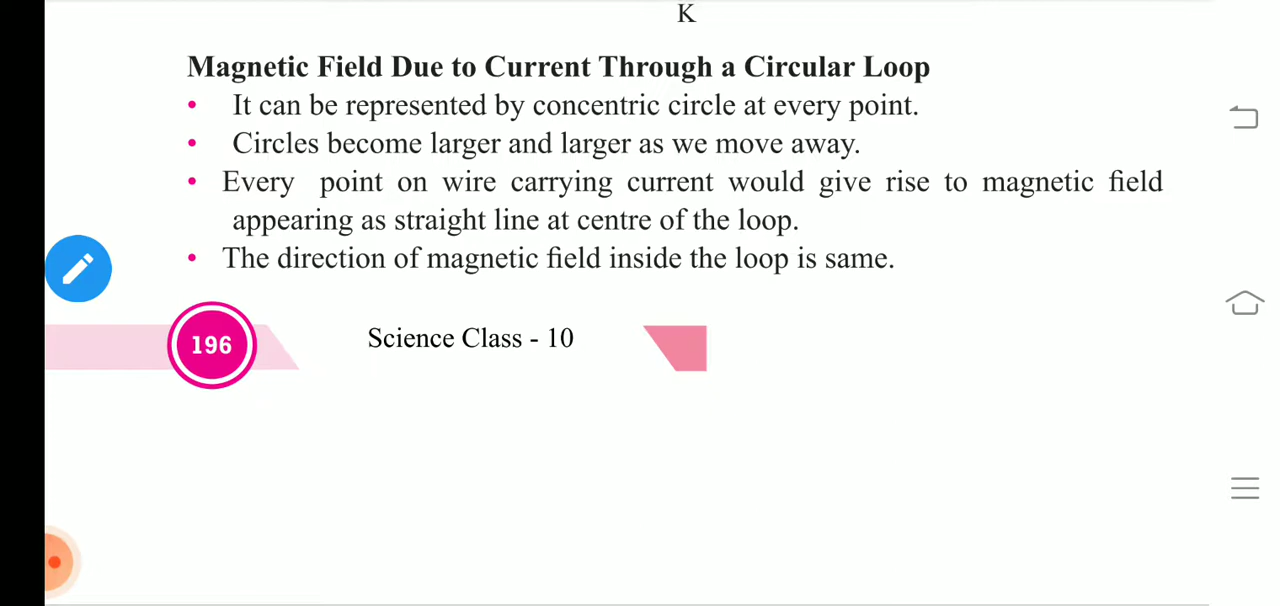 K
Magnetic Field Due to Current Through a Circular Loop
• It can be represented by concentric circle at every point.
• Circles become larger and larger as we move away.
• Every point on wire carrying current would give rise to magnetic field
appearing as straight line at centre of the loop.
• The direction of magnetic field inside the loop is same.
196
Science Class - 10